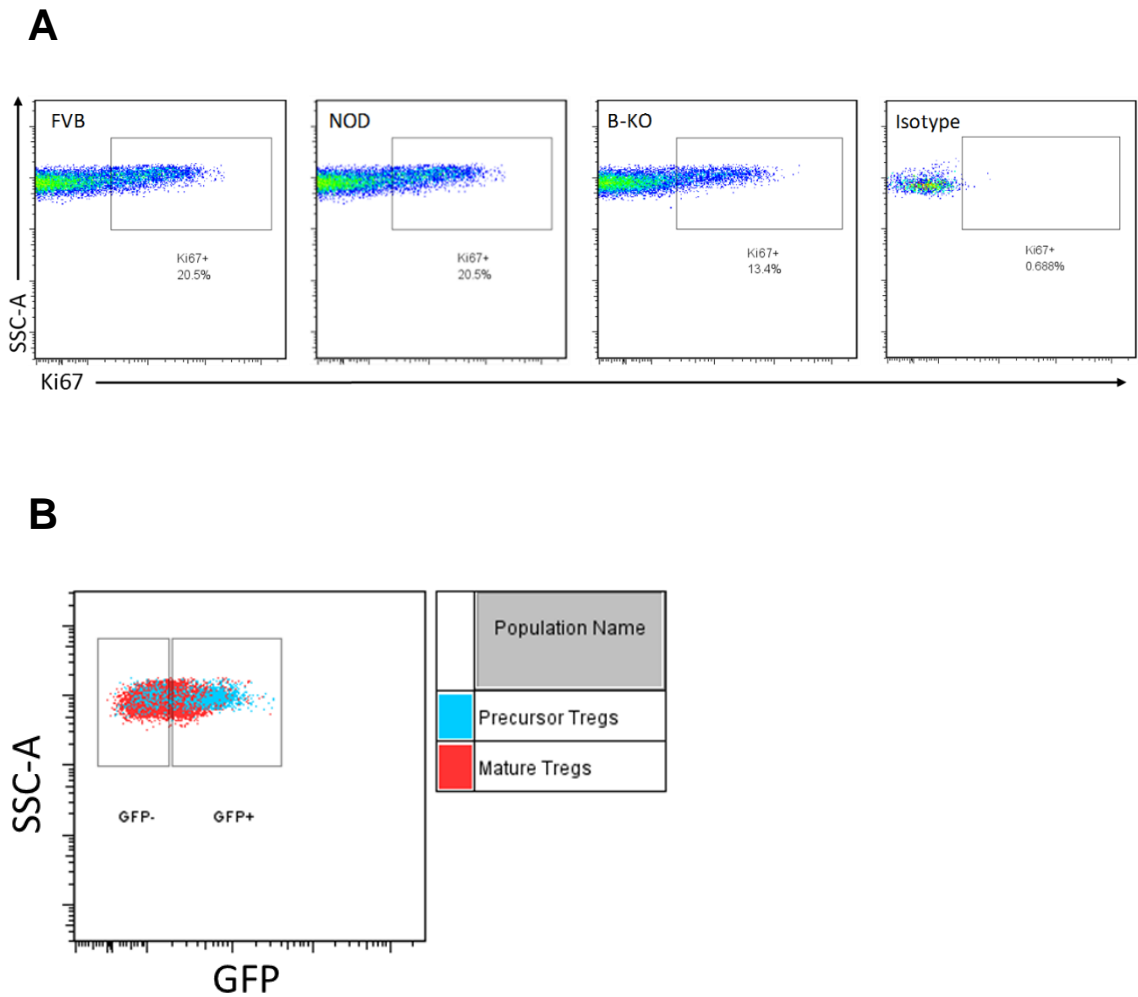 A
FVB
NOD
B-KO
Isotype
Ki67+
20.5%
Ki67+
20.5%
Ki67+
13.4%
Ki67+
0.688%
SSC-A
Ki67
B
Population Name
Precursor Tregs
Mature Tregs
GFP-
GFP+
SSC-A
GFP